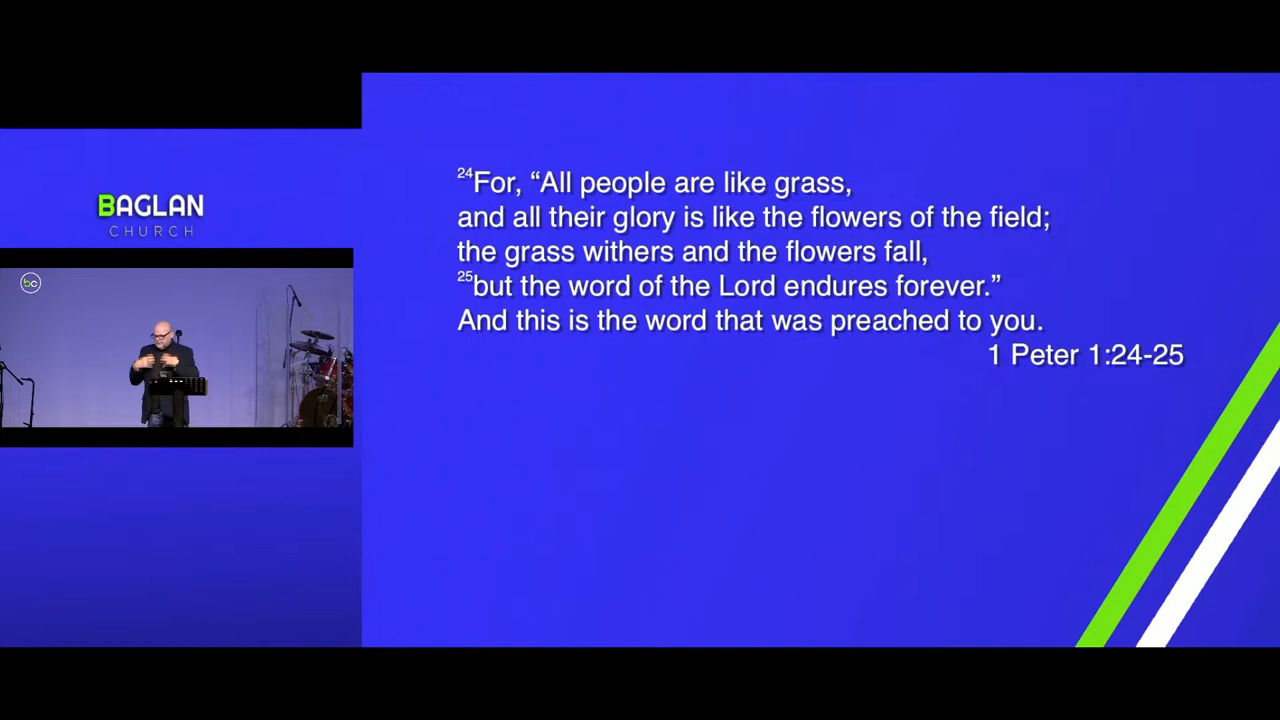 BAGLAN
CHURCH
bc
24For, “All people are like grass,
and all their glory is like the flowers of the field;
the grass withers and the flowers fall,
25but the word of the Lord endures forever.”
And this is the word that was preached to you.
1 Peter 1:24-25